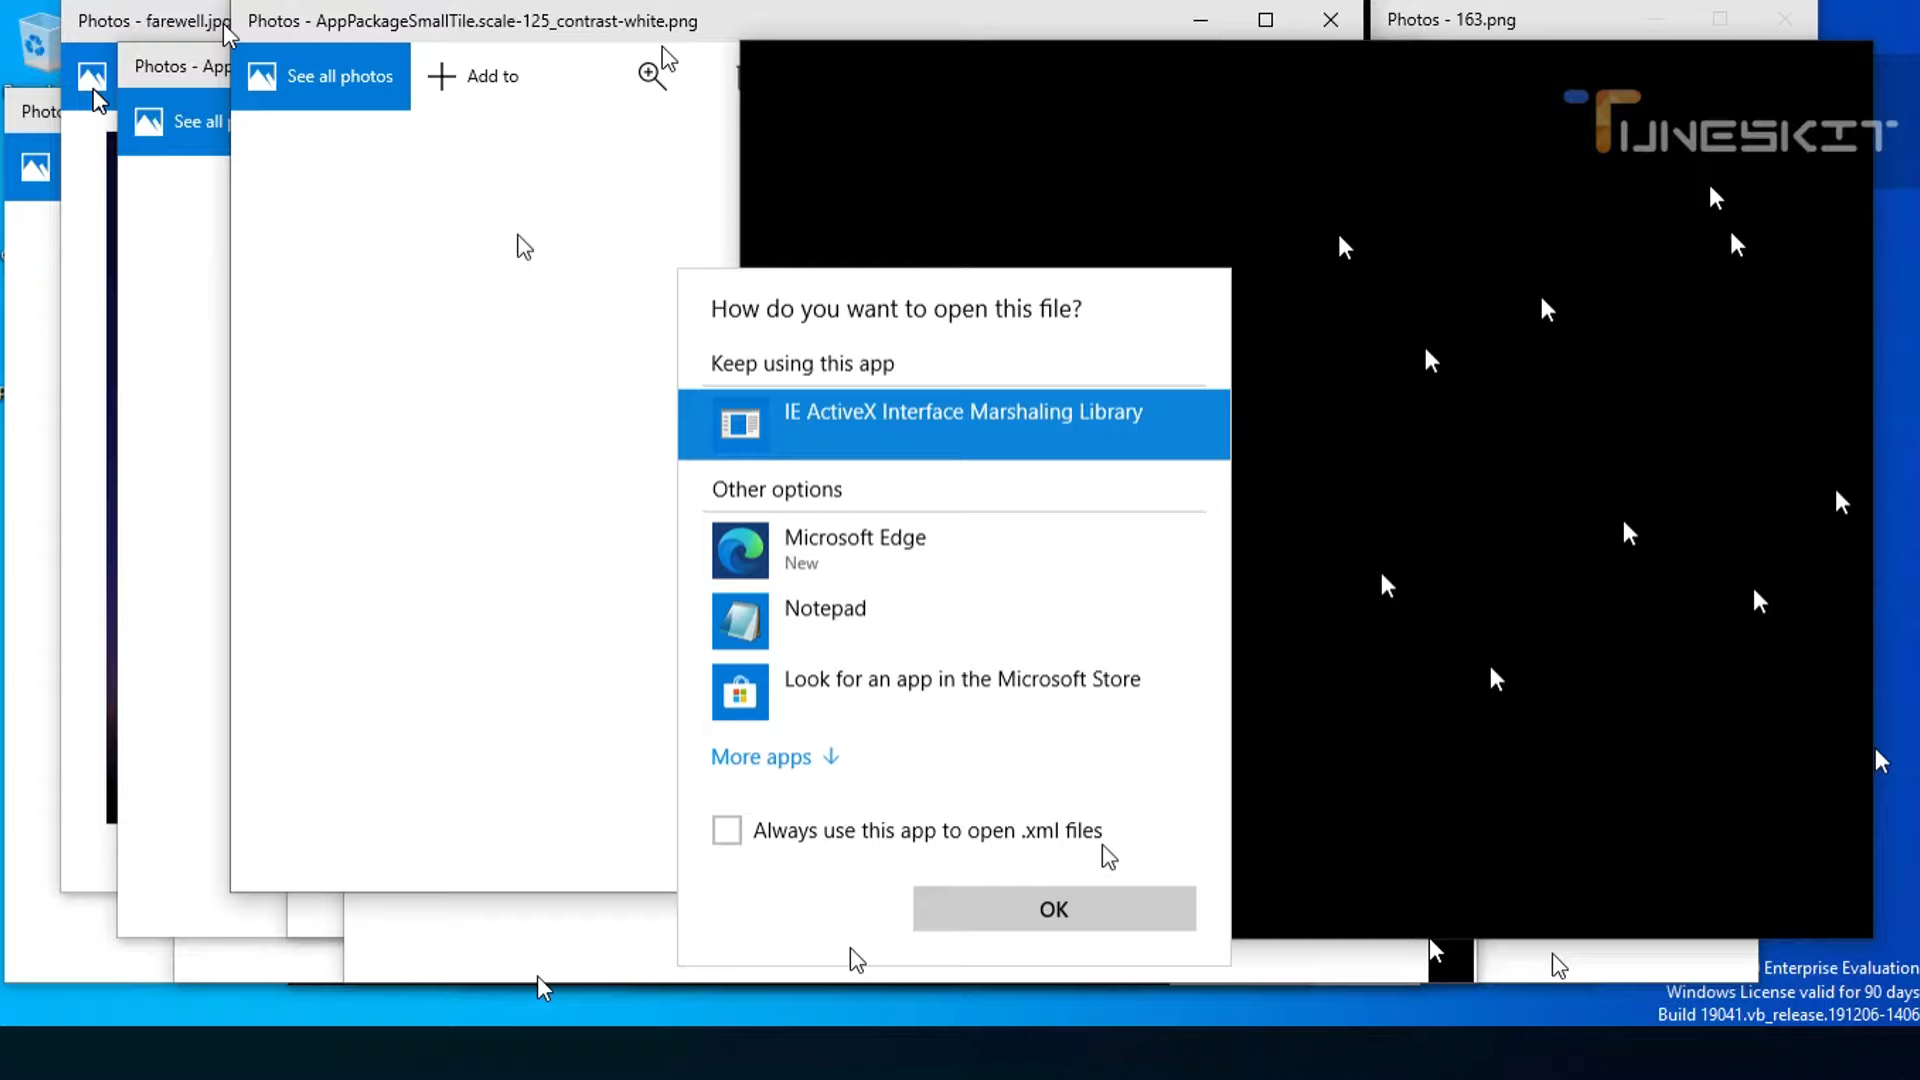 Photos - farewell.jpg
Photos - AppPackageSmallTile.scale-125_contrast-white.png
Photos - 163.png
Photos - App
See all photos
Add to
TUNESKIT
Photo
See all
How do you want to open this file?
Keep using this app
IE ActiveX Interface Marshaling Library
Other options
Microsoft Edge
New
Notepad
Look for an app in the Microsoft Store
More apps
Always use this app to open .xml files
OK
Enterprise Evaluation
Windows License valid for 90 days
Build 19041.vb_release.191206-1406